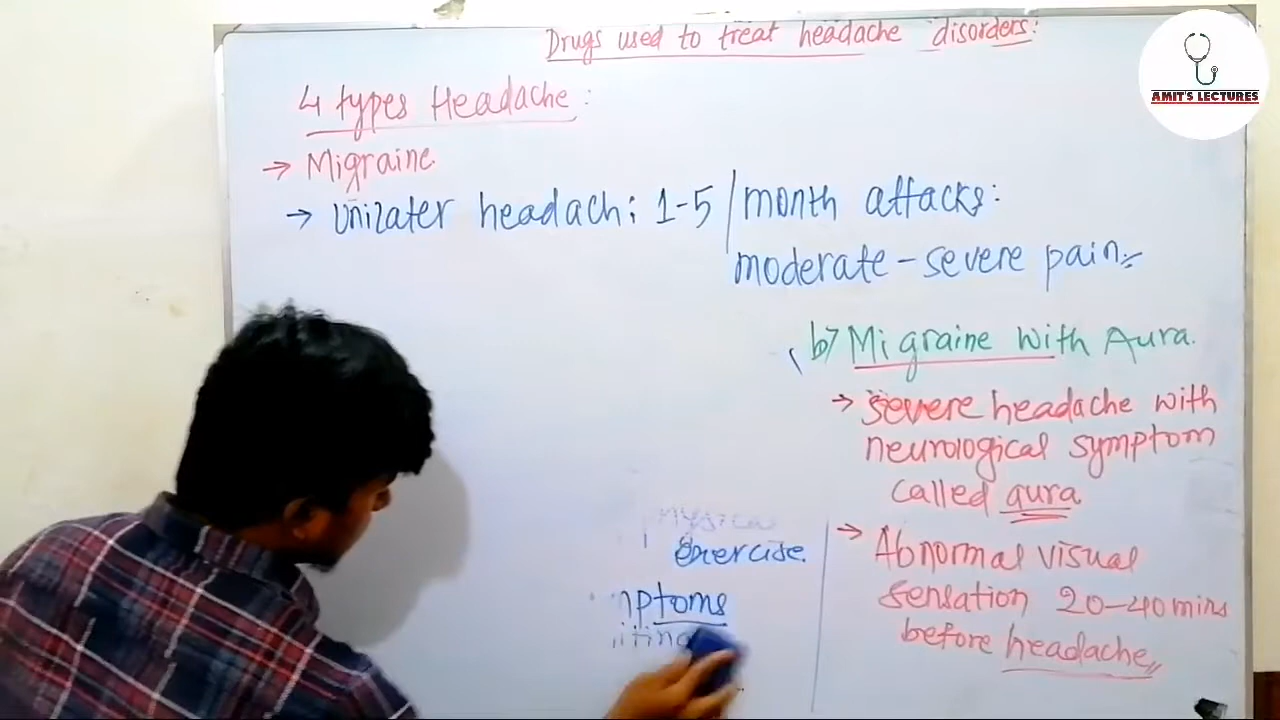 Drugs used to treat headache disorders:
AMIT'S LECTURES
4 types Headache:
→ Migraine
→ Unilater headach: 1-5/month attacks:
moderate - severe pain
b) Migraine with Aura.
→ severe headache with
neurological symptom
called aura
→ Abnormal visual
sensation 20-40 mins
before headache
exercise.
ptoms
iting